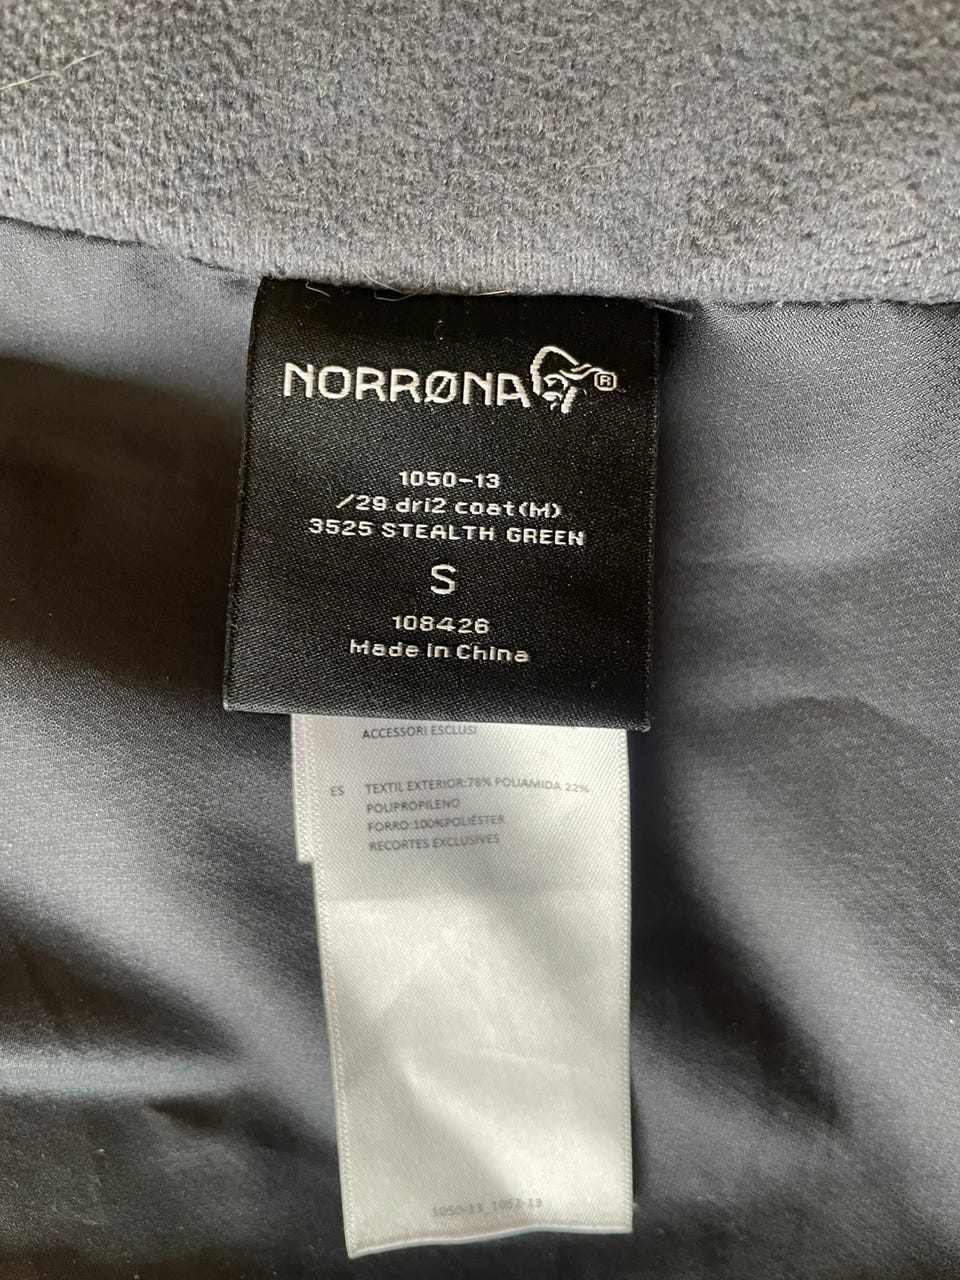 NORRØNA®
1050-13
/29 dri2 coat(M)
3525 STEALTH GREEN
S
108426
Made in China
ACCESSORI ESCLUSI
ES TEXTIL EXTERIOR:78% POLIAMIDA 22%
POLIPROPILENO
FORRO:100%POLIÉSTER
RECORTES EXCLUSIVES
1050-13_1052-13